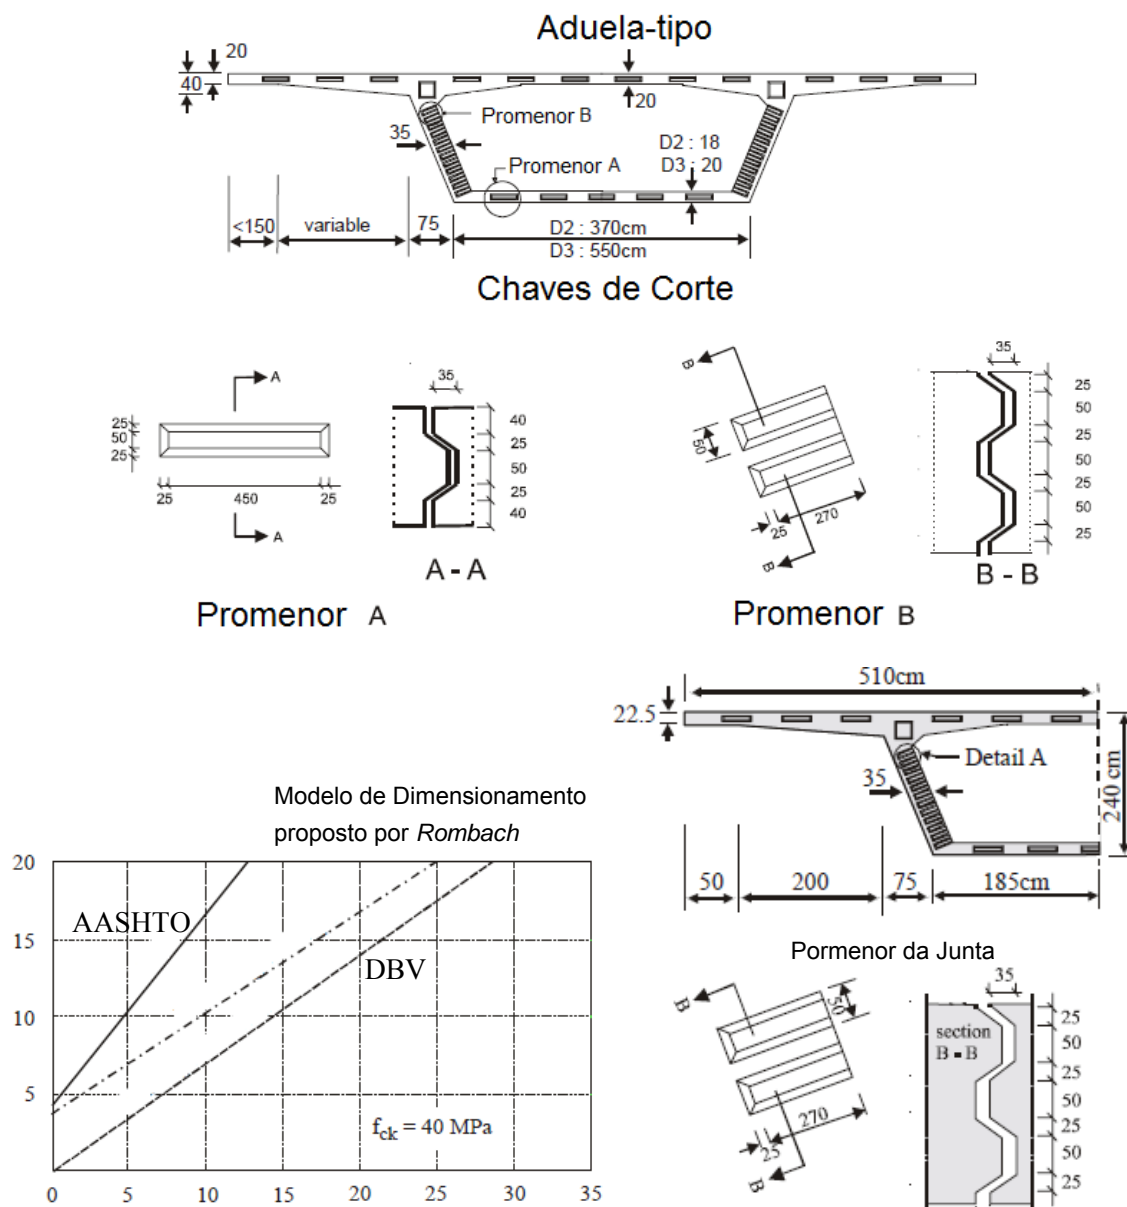 Aduela-tipo
20
40
20
Promenor B
35
D2 : 18
D3 : 20
Promenor A
<150
variable
75
D2 : 370cm
D3 : 550cm
Chaves de Corte
A
25
50
25
25
450
25
A
35
40
25
50
25
40
A - A
Promenor A
B
50
25
270
B
35
25
50
25
50
25
50
25
B - B
Promenor B
510cm
22.5
Detail A
35
240 cm
50
200
75
185cm
Modelo de Dimensionamento
proposto por Rombach
20
15
10
5
AASHTO
DBV
fck = 40 MPa
0
5
10
15
20
25
30
35
Pormenor da Junta
B
50
25
270
B
35
section
B - B
25
50
25
50
25
50
25